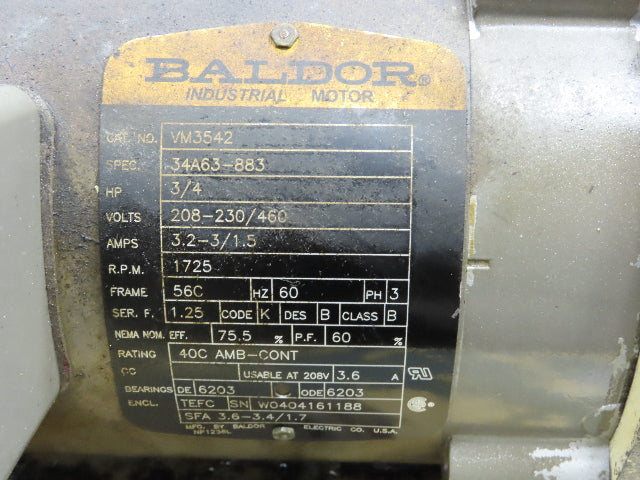 BALDOR®
INDUSTRIAL MOTOR
CAT. NO. VM3542
SPEC. 34A63-883
HP 3/4
VOLTS 208-230/460
AMPS 3.2-3/1.5
R.P.M. 1725
FRAME 56C HZ 60 PH 3
SER. F. 1.25 CODE K DES B CLASS B
NEMA NOM. EFF. 75.5 % P.F. 60 %
RATING 40C AMB-CONT
CC USABLE AT 208V 3.6 A
BEARINGS DE 6203 ODE 6203
ENCL. TEFC SN W0404161188
SFA 3.6-3.4/1.7
MFG. BY BALDOR ELECTRIC CO. U.S.A.